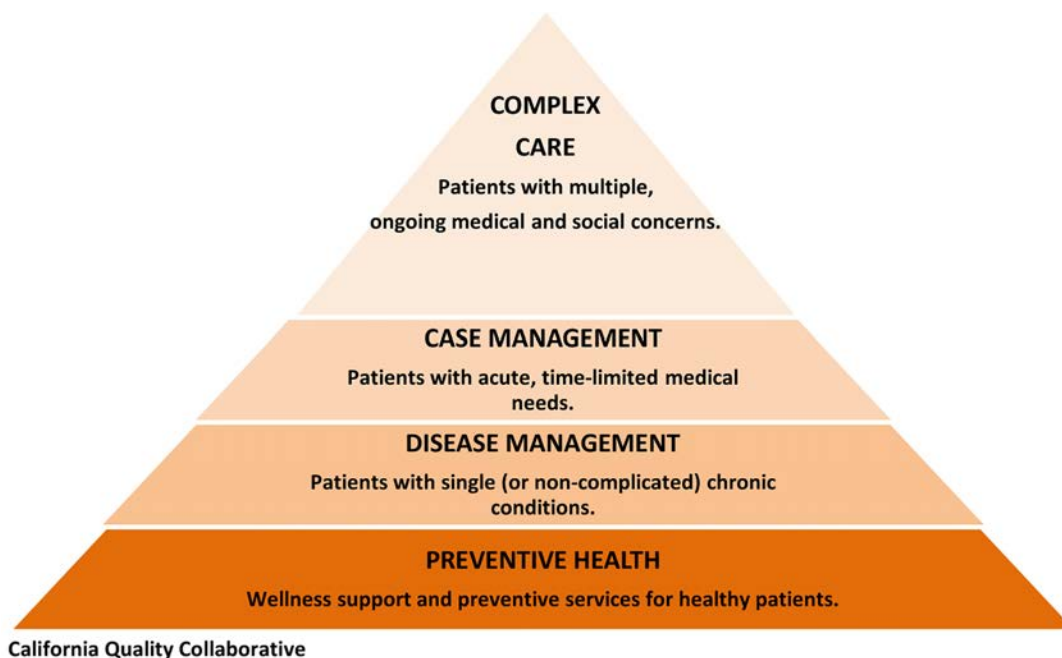 COMPLEX
CARE
Patients with multiple,
ongoing medical and social concerns.
CASE MANAGEMENT
Patients with acute, time-limited medical
needs.
DISEASE MANAGEMENT
Patients with single (or non-complicated) chronic
conditions.
PREVENTIVE HEALTH
Wellness support and preventive services for healthy patients.
California Quality Collaborative